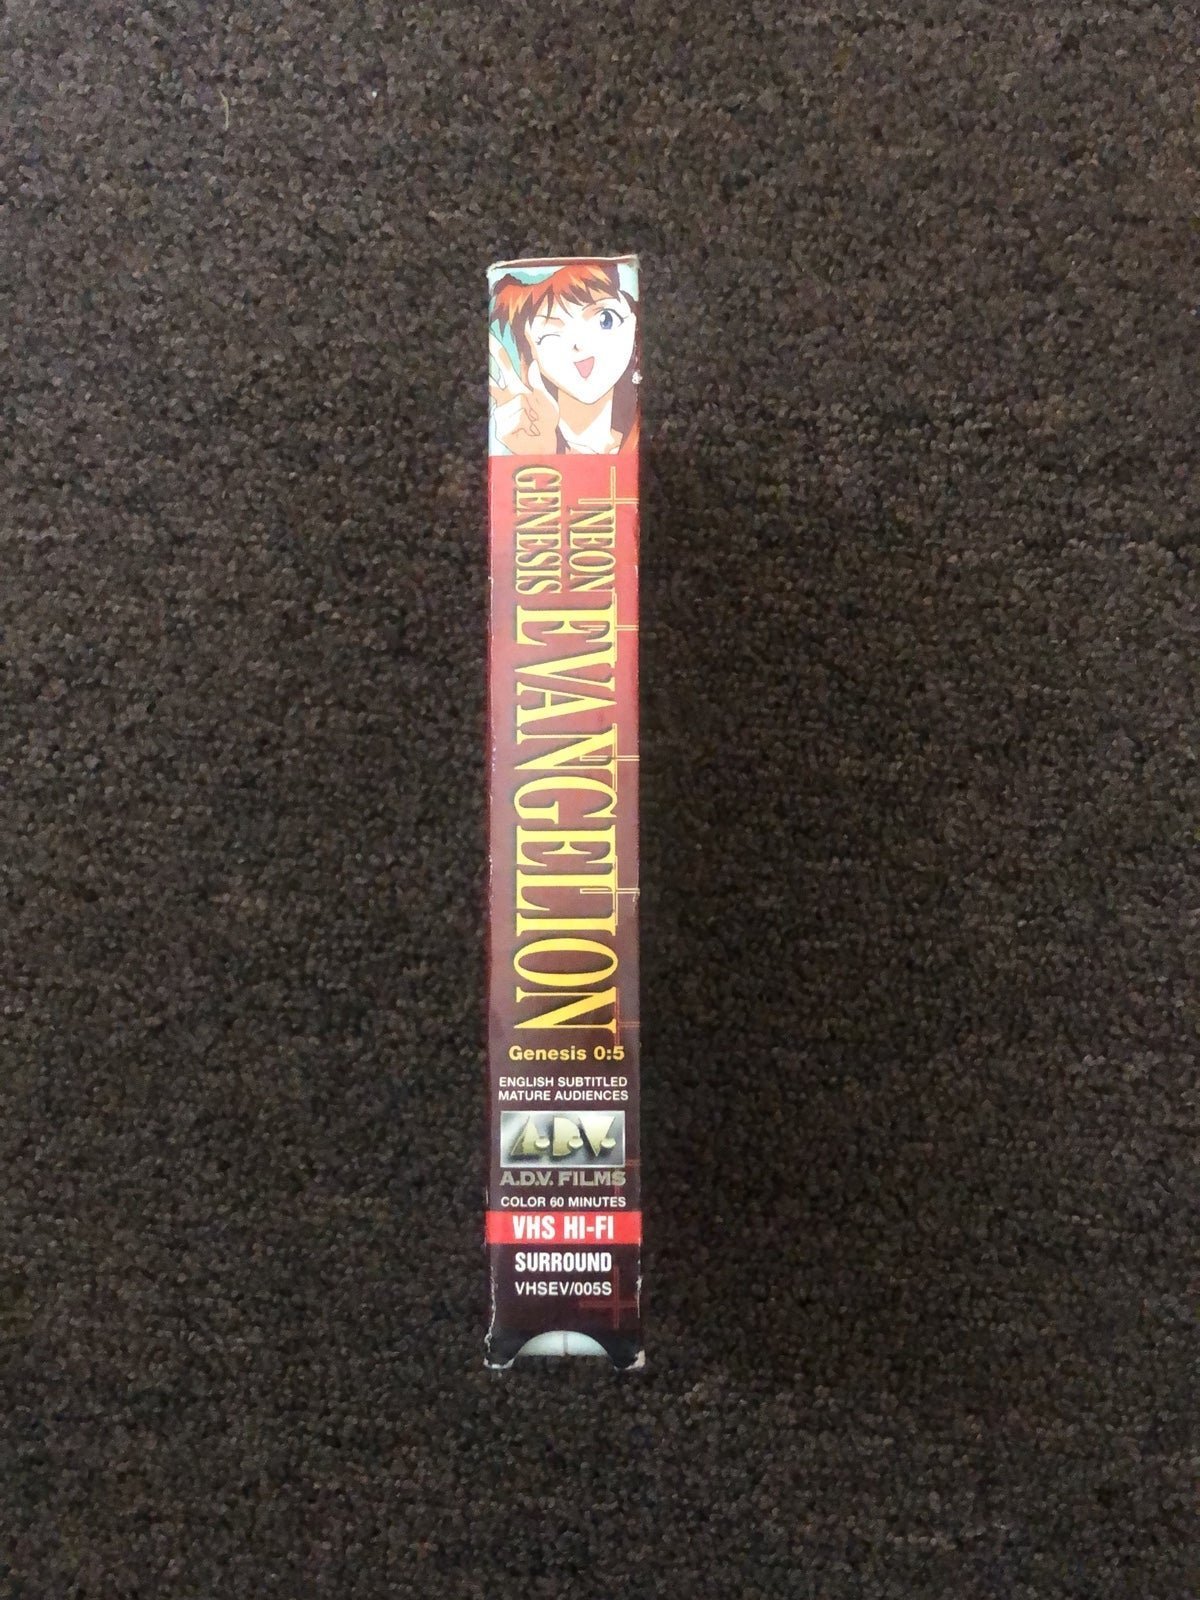 NEON
GENESIS
EVANGELION
Genesis 0:5
ENGLISH SUBTITLED
MATURE AUDIENCES
A.D.V.
A.D.V. FILMS
COLOR 60 MINUTES
VHS HI-FI
SURROUND
VHSEV/005S